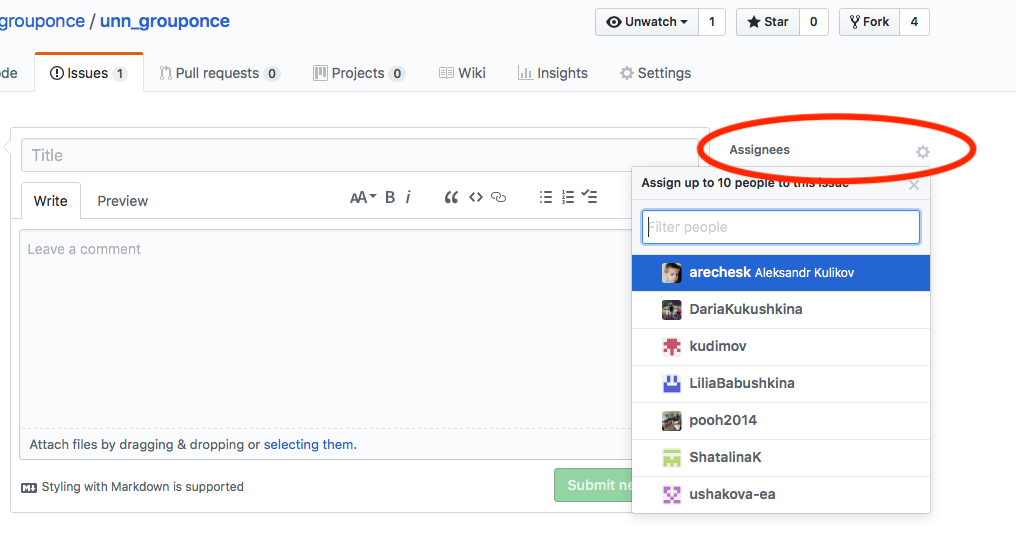 grouponce / unn_grouponce
Unwatch 1 Star 0 Fork 4
de Issues 1 Pull requests 0 Projects 0 Wiki Insights Settings
Title
Assignees
Assign up to 10 people to this issue
Write Preview AA B i
Filter people
Leave a comment
arechesk Aleksandr Kulikov
DariaKukushkina
kudimov
LiliaBabushkina
pooh2014
ShatalinaK
ushakova-ea
Attach files by dragging & dropping or selecting them.
Styling with Markdown is supported
Submit ne